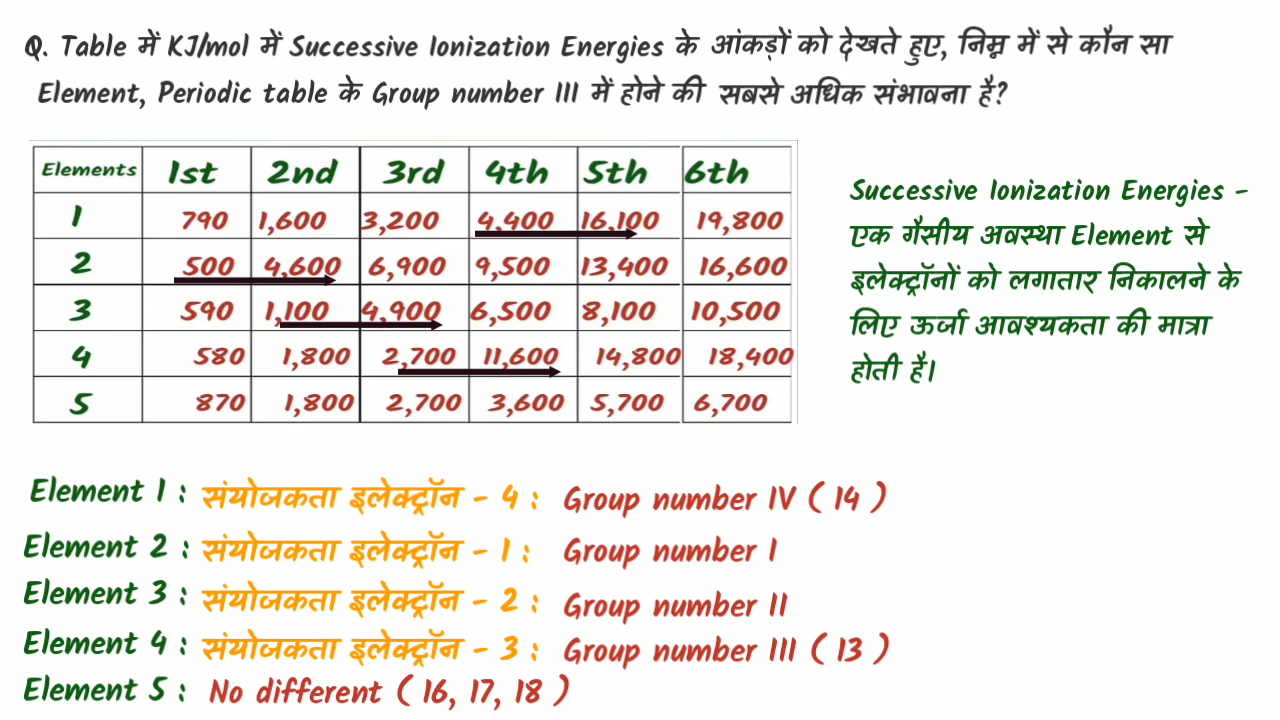 Q. Table में KJ/mol में Successive Ionization Energies के आंकड़ों को देखते हुए, निम्न में से कौन सा
Element, Periodic table के Group number III में होने की सबसे अधिक संभावना है?
Elements 1st 2nd 3rd 4th 5th 6th
1 790 1,600 3,200 4,400 16,100 19,800
2 500 4,600 6,900 9,500 13,400 16,600
3 590 1,100 4,900 6,500 8,100 10,500
4 580 1,800 2,700 11,600 14,800 18,400
5 870 1,800 2,700 3,600 5,700 6,700
Successive Ionization Energies -
एक गैसीय अवस्था Element से
इलेक्ट्रॉनों को लगातार निकालने के
लिए ऊर्जा आवश्यकता की मात्रा
होती है।
Element 1 : संयोजकता इलेक्ट्रॉन - 4 : Group number IV ( 14 )
Element 2 : संयोजकता इलेक्ट्रॉन - 1 : Group number I
Element 3 : संयोजकता इलेक्ट्रॉन - 2 : Group number II
Element 4 : संयोजकता इलेक्ट्रॉन - 3 : Group number III ( 13 )
Element 5 : No different ( 16, 17, 18 )